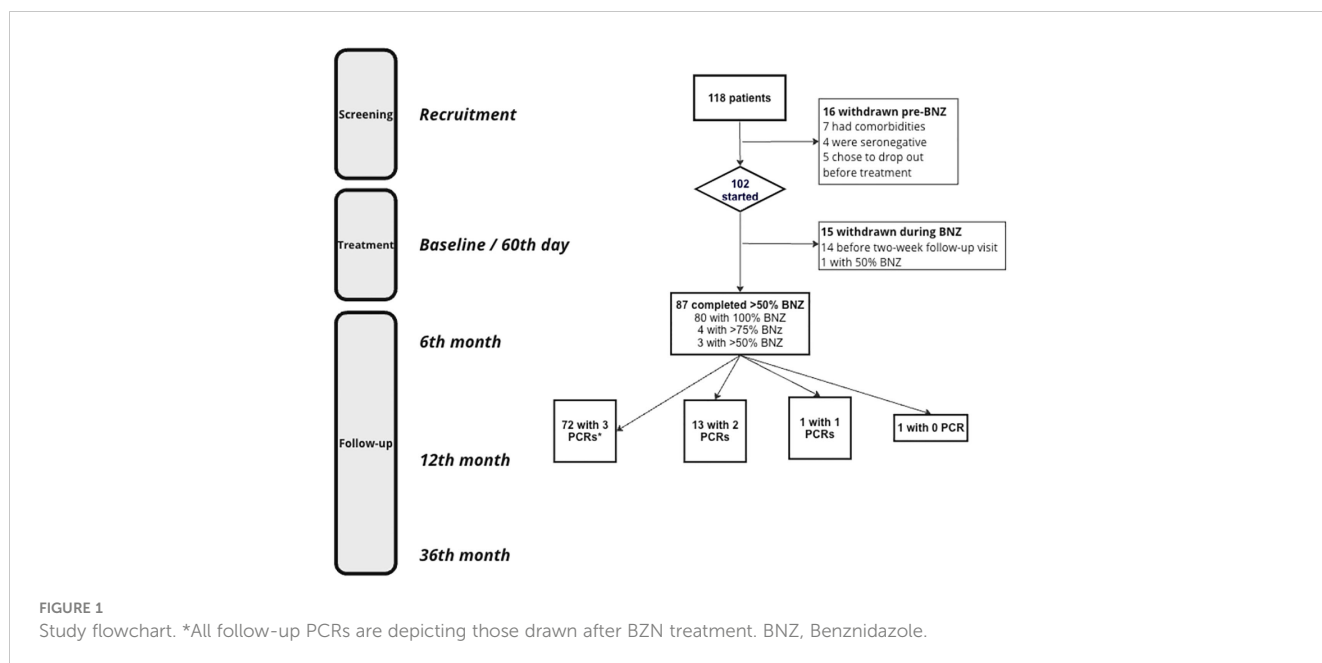 Screening
Recruitment
118 patients
16 withdrawn pre-BNZ
7 had comorbidities
4 were seronegative
5 chose to drop out
before treatment
102
started
Treatment
Baseline / 60th day
15 withdrawn during BNZ
14 before two-week follow-up visit
1 with 50% BNZ
87 completed >50% BNZ
80 with 100% BNZ
4 with >75% BNz
3 with >50% BNZ
6th month
Follow-up
72 with 3
PCRs*
13 with 2
PCRs
1 with 1
PCRs
1 with 0 PCR
12th month
36th month
FIGURE 1
Study flowchart. *All follow-up PCRs are depicting those drawn after BZN treatment. BNZ, Benznidazole.